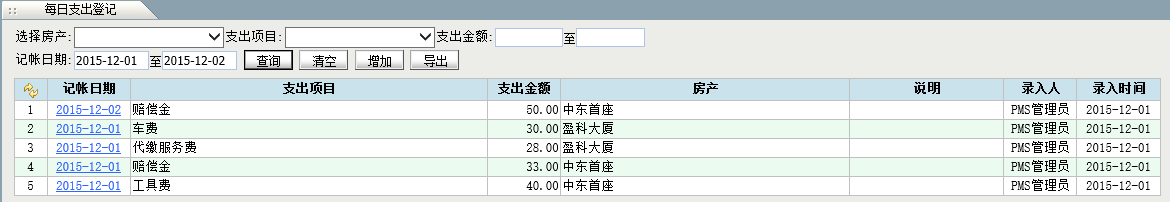 每日支出登记
选择房产: 支出项目: 支出金额: 至
记帐日期: 2015-12-01 至 2015-12-02 查询 清空 增加 导出
记帐日期 支出项目 支出金额 房产 说明 录入人 录入时间
1 2015-12-02 赔偿金 50.00 中东首座 PMS管理员 2015-12-01
2 2015-12-01 车费 30.00 盈科大厦 PMS管理员 2015-12-01
3 2015-12-01 代缴服务费 28.00 盈科大厦 PMS管理员 2015-12-01
4 2015-12-01 赔偿金 33.00 中东首座 PMS管理员 2015-12-01
5 2015-12-01 工具费 40.00 中东首座 PMS管理员 2015-12-01